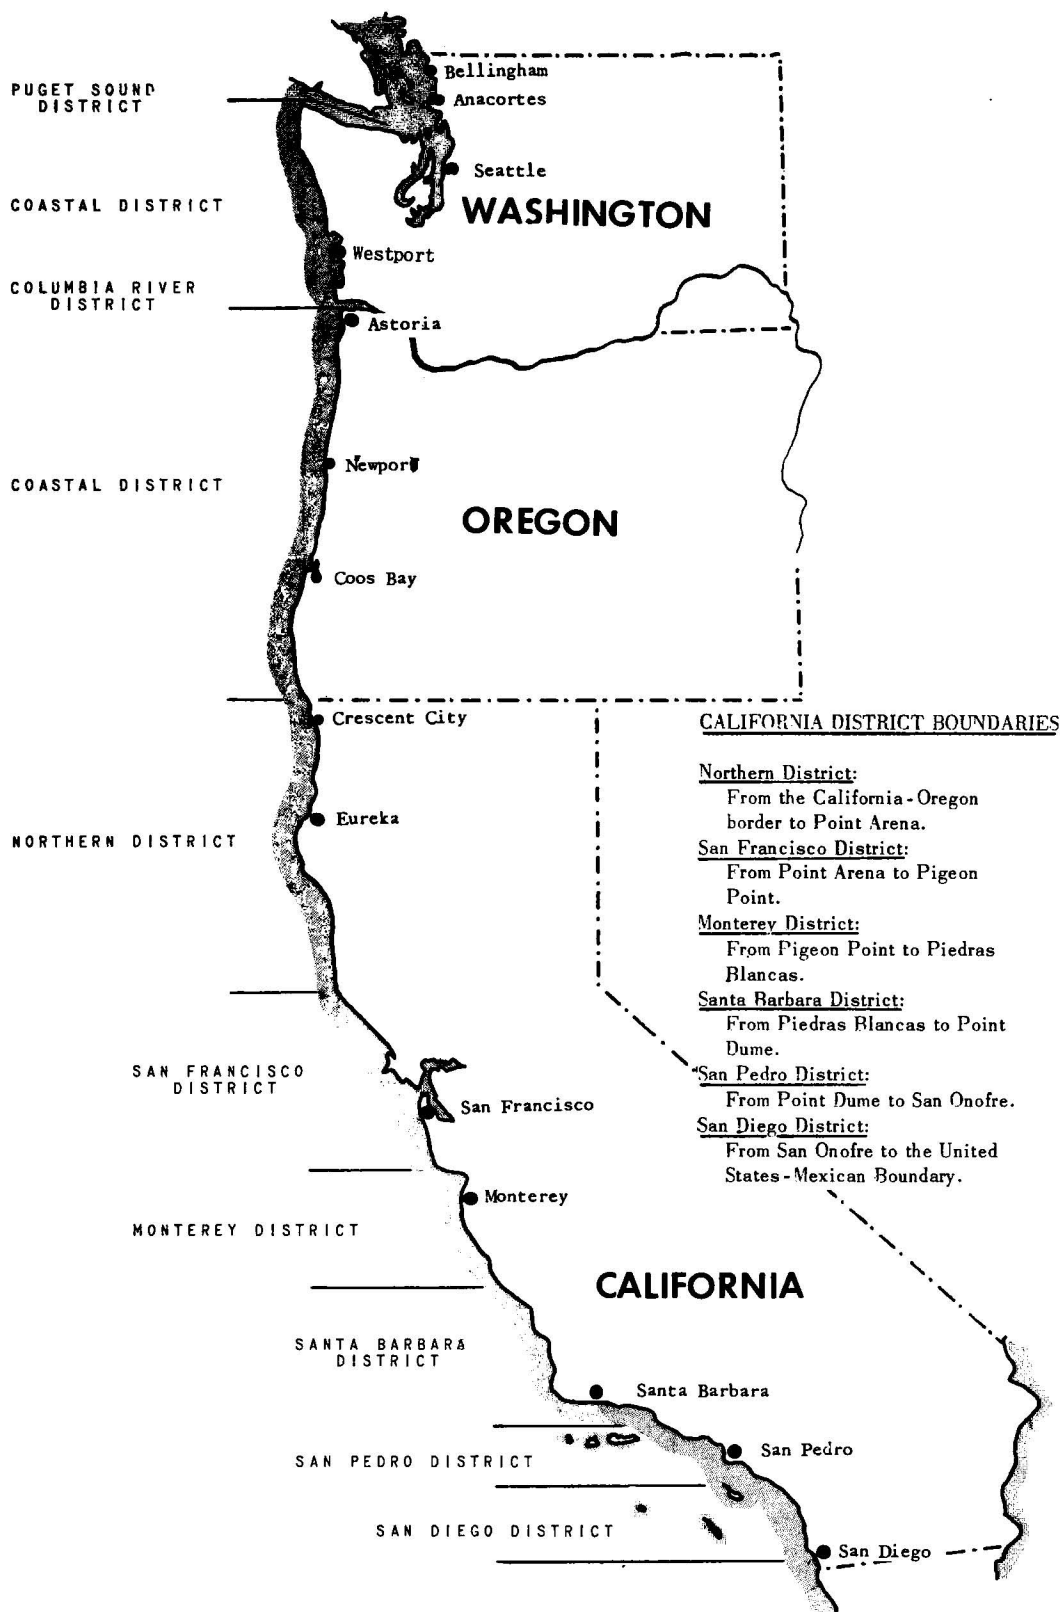 Bellingham
PUGET SOUND
DISTRICT
Anacortes
Seattle
COASTAL DISTRICT
WASHINGTON
Westport
COLUMBIA RIVER
DISTRICT
Astoria
Newport
COASTAL DISTRICT
OREGON
Coos Bay
Crescent City
CALIFORNIA DISTRICT BOUNDARIES
Northern District:
From the California-Oregon
border to Point Arena.
San Francisco District:
From Point Arena to Pigeon
Point.
Monterey District:
From Pigeon Point to Piedras
Blancas.
Santa Barbara District:
From Piedras Blancas to Point
Dume.
San Pedro District:
From Point Dume to San Onofre.
San Diego District:
From San Onofre to the United
States-Mexican Boundary.
Eureka
NORTHERN DISTRICT
SAN FRANCISCO
DISTRICT
San Francisco
Monterey
MONTEREY DISTRICT
CALIFORNIA
SANTA BARBARA
DISTRICT
Santa Barbara
San Pedro
SAN PEDRO DISTRICT
SAN DIEGO DISTRICT
San Diego